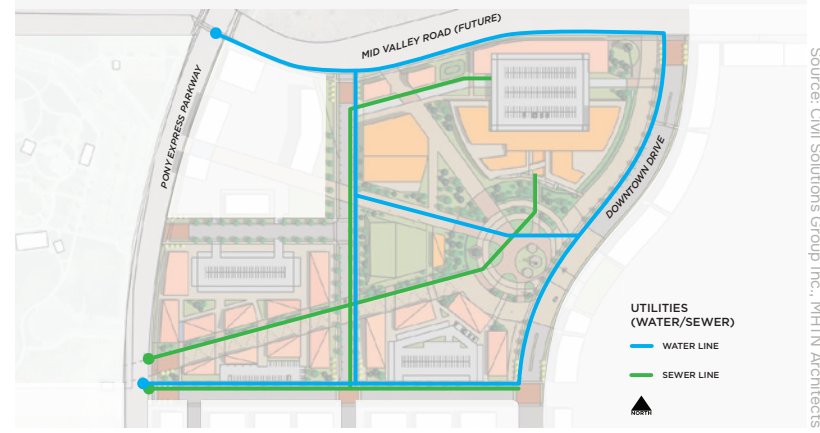 MID VALLEY ROAD (FUTURE)
PONY EXPRESS PARKWAY
DOWNTOWN DRIVE
UTILITIES
(WATER/SEWER)
WATER LINE
SEWER LINE
NORTH
Source: Civil Solutions Group Inc., MHTN Architects